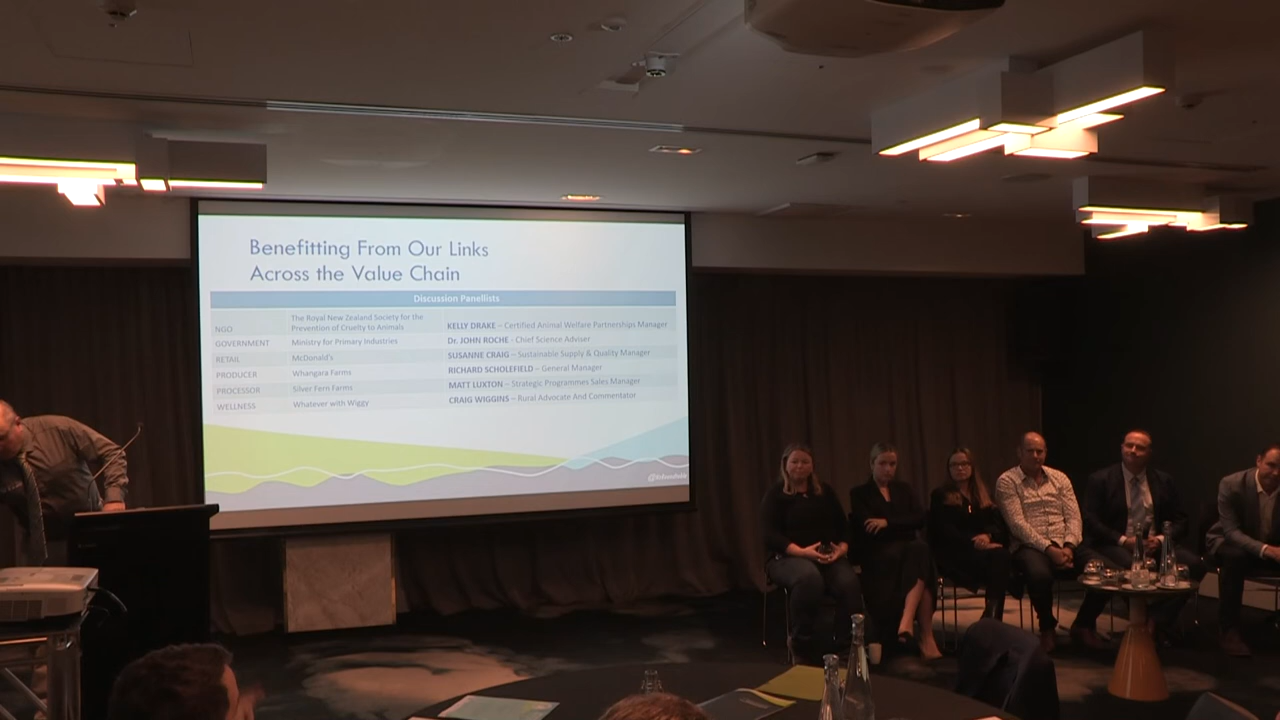 Benefitting From Our Links
Across the Value Chain
Discussion Panellists
NGO The Royal New Zealand Society for the
Prevention of Cruelty to Animals KELLY DRAKE – Certified Animal Welfare Partnerships Manager
GOVERNMENT Ministry for Primary Industries Dr. JOHN ROCHE - Chief Science Adviser
RETAIL McDonald's SUSANNE CRAIG – Sustainable Supply & Quality Manager
PRODUCER Whangara Farms RICHARD SCHOLEFIELD – General Manager
PROCESSOR Silver Fern Farms MATT LUXTON – Strategic Programmes Sales Manager
WELLNESS Whatever with Wiggy CRAIG WIGGINS – Rural Advocate And Commentator